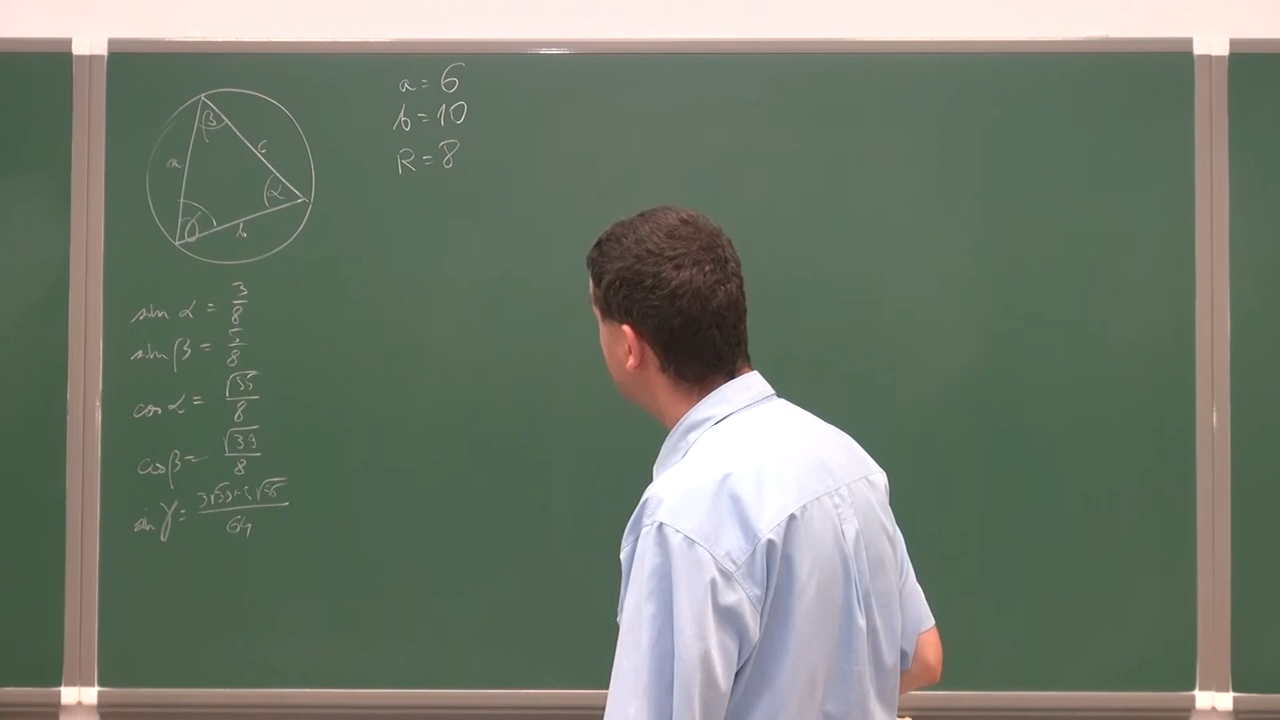 β
a
c
α
γ
b
a = 6
b = 10
R = 8
sin α = 3/8
sin β = 5/8
cos α = √55/8
cos β = √39/8
sin γ = (3√39+5√55)/64